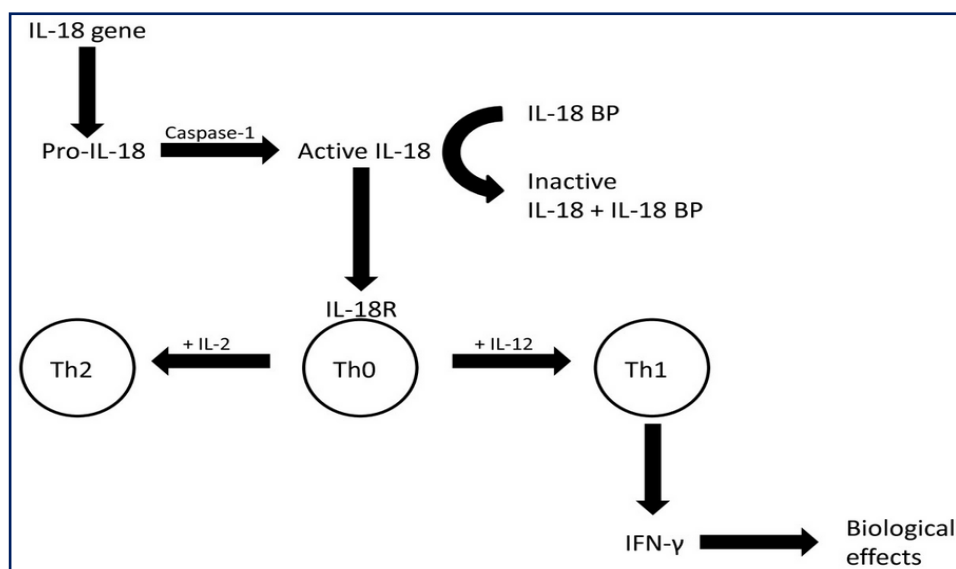 IL-18 gene
Caspase-1
Pro-IL-18
Active IL-18
IL-18 BP
Inactive
IL-18 + IL-18 BP
IL-18R
+ IL-2
+ IL-12
Th2
Th0
Th1
IFN-γ
Biological
effects